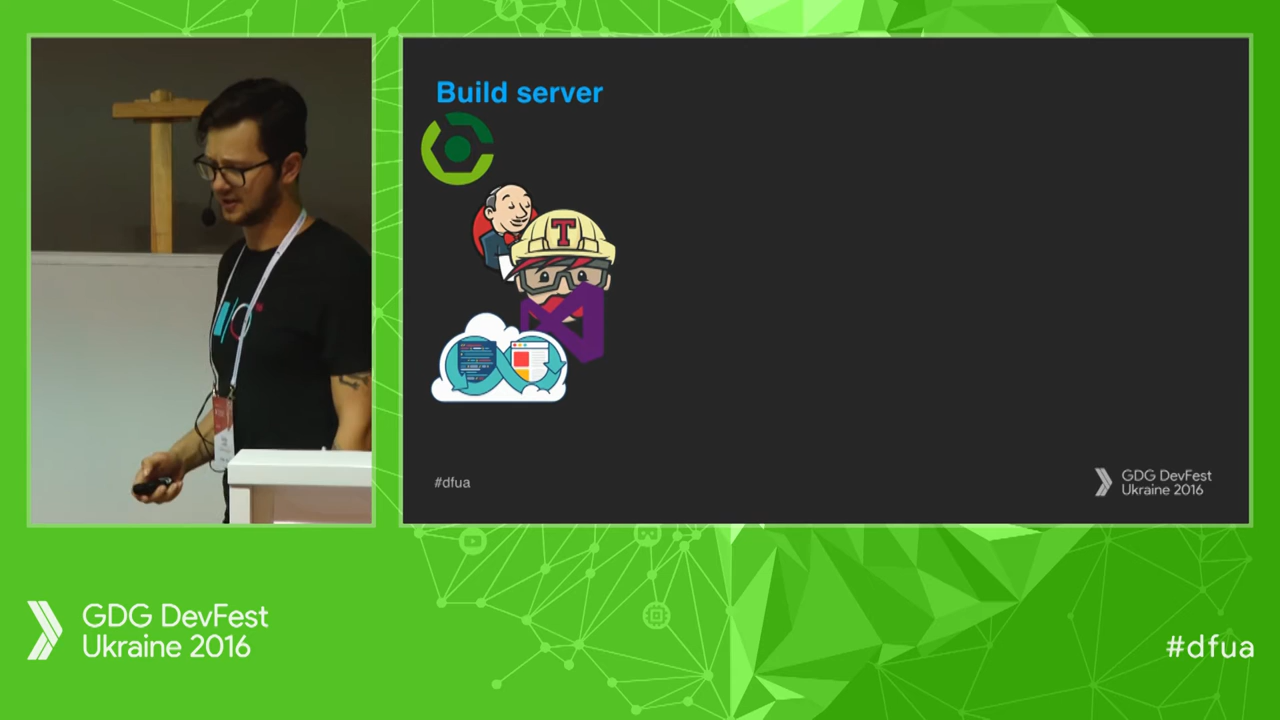 Build server
T
I/O
#dfua
GDG DevFest
Ukraine 2016
GDG DevFest
Ukraine 2016
#dfua